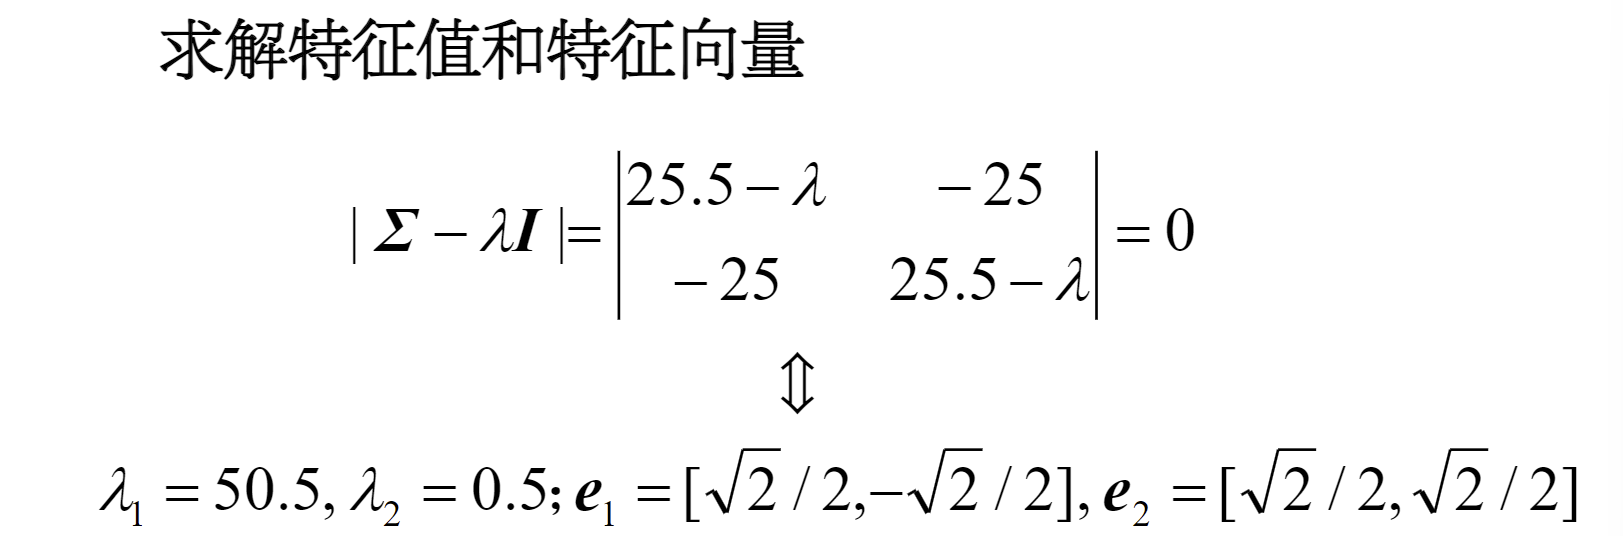 求解特征值和特征向量
| Σ − λI |= |25.5 − λ  − 25|
|− 25  25.5 − λ| = 0
⇕
λ₁ = 50.5, λ₂ = 0.5; e₁ = [√2 / 2,−√2 / 2], e₂ = [√2 / 2, √2 / 2]